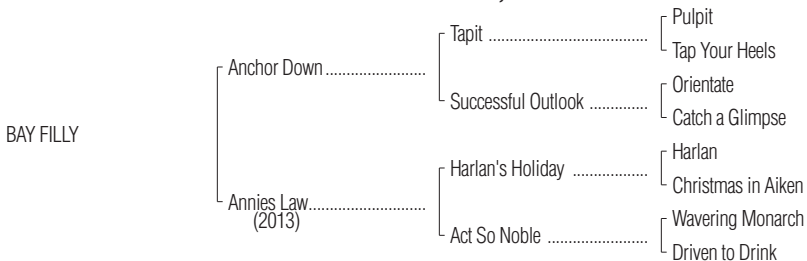 Pulpit
Tapit ........................................
Tap Your Heels
Anchor Down .........................
Orientate
Successful Outlook ..............
Catch a Glimpse
BAY FILLY
Harlan
Harlan's Holiday ..................
Christmas in Aiken
Annies Law.............................
(2013)
Wavering Monarch
Act So Noble .........................
Driven to Drink